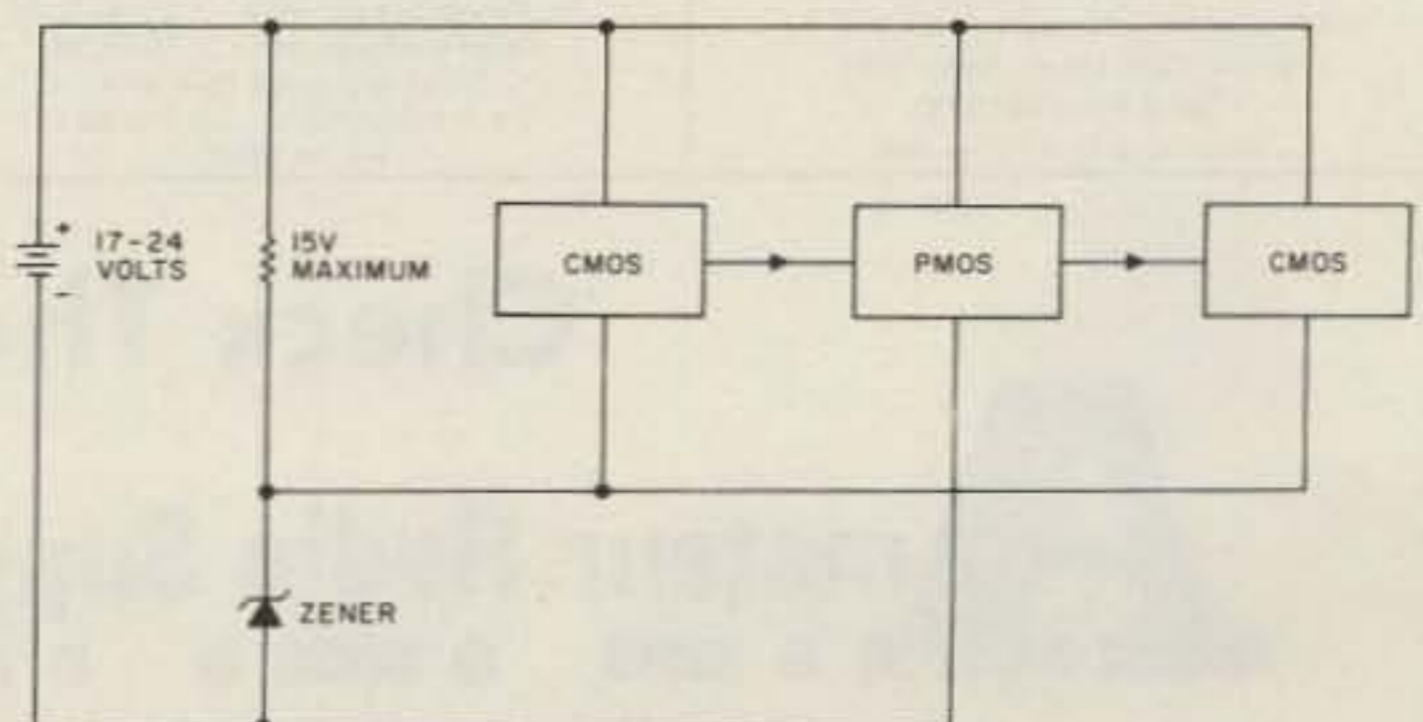 17-24
VOLTS
+
-
15V
MAXIMUM
CMOS
PMOS
CMOS
ZENER